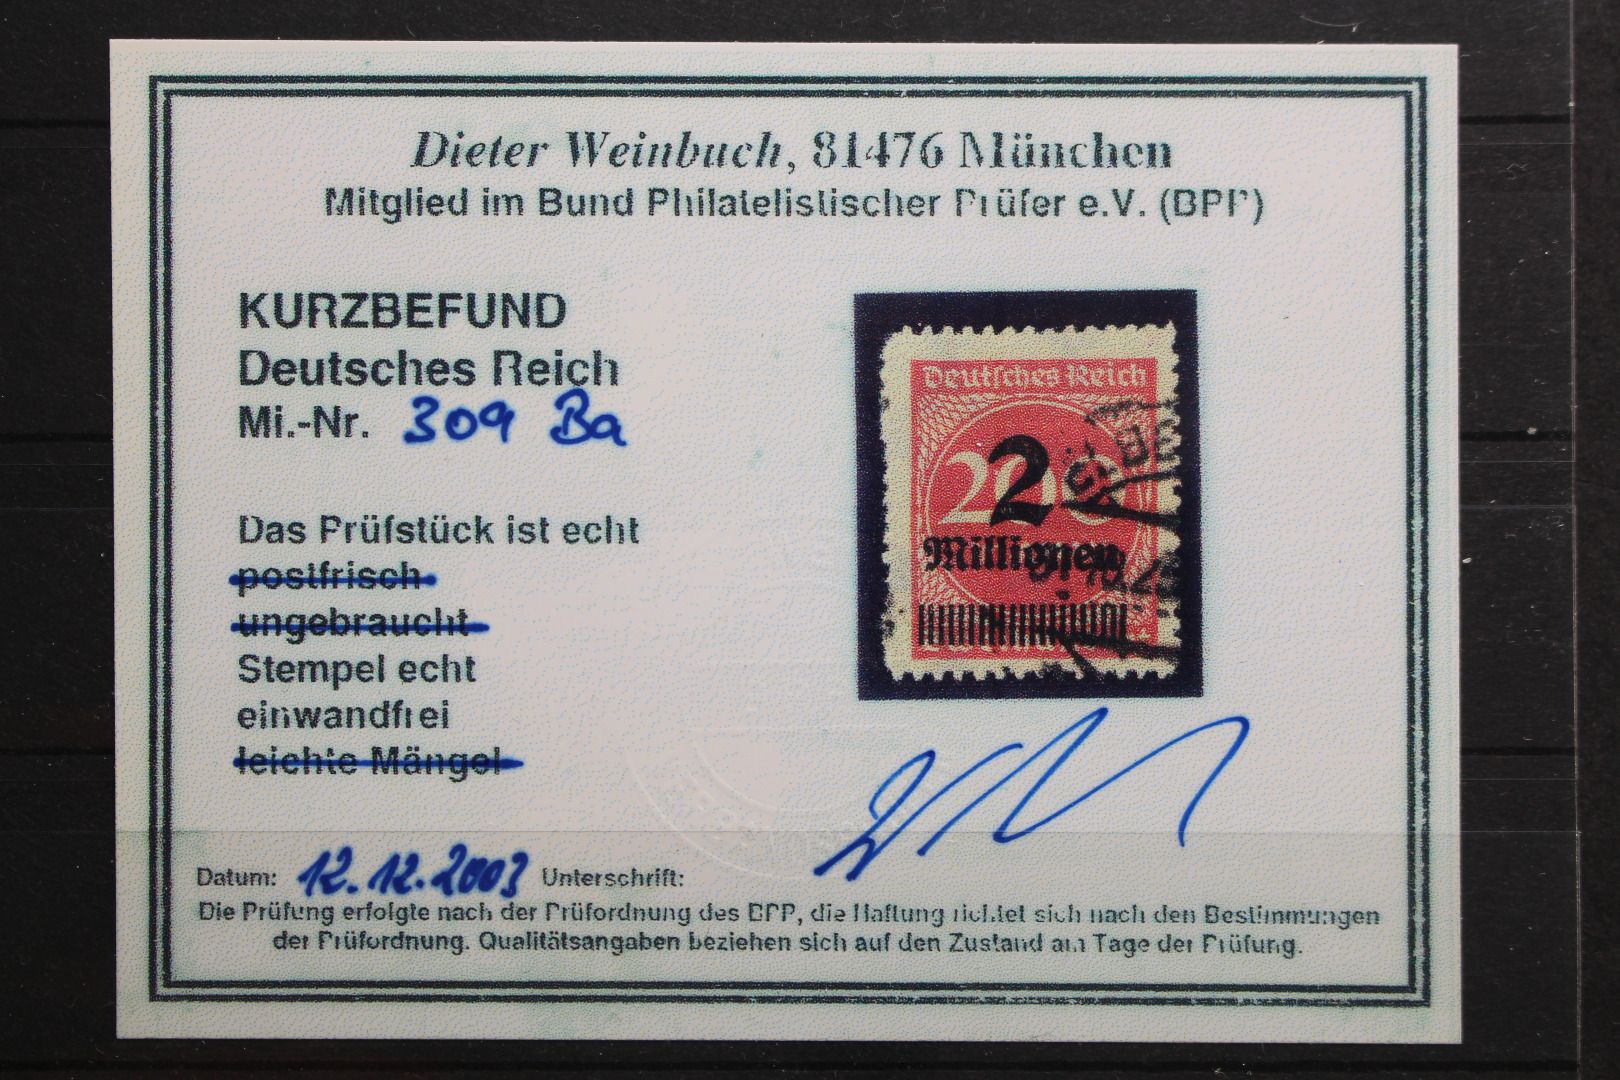 Dieter Weinbuch, 81476 München
Mitglied im Bund Philatelistischer Prüfer e.V. (BPP)
KURZBEFUND
Deutsches Reich
Mi.-Nr. 309 Ba
Das Prüfstück ist echt
postfrisch
ungebraucht
Stempel echt
einwandfrei
leichte Mängel
Deutsches Reich
200
2
Millionen
Datum: 12.12.2003 Unterschrift:
Die Prüfung erfolgte nach der Prüfordnung des BPP, die Haftung richtet sich nach den Bestimmungen
der Prüfordnung. Qualitätsangaben beziehen sich auf den Zustand am Tage der Prüfung.